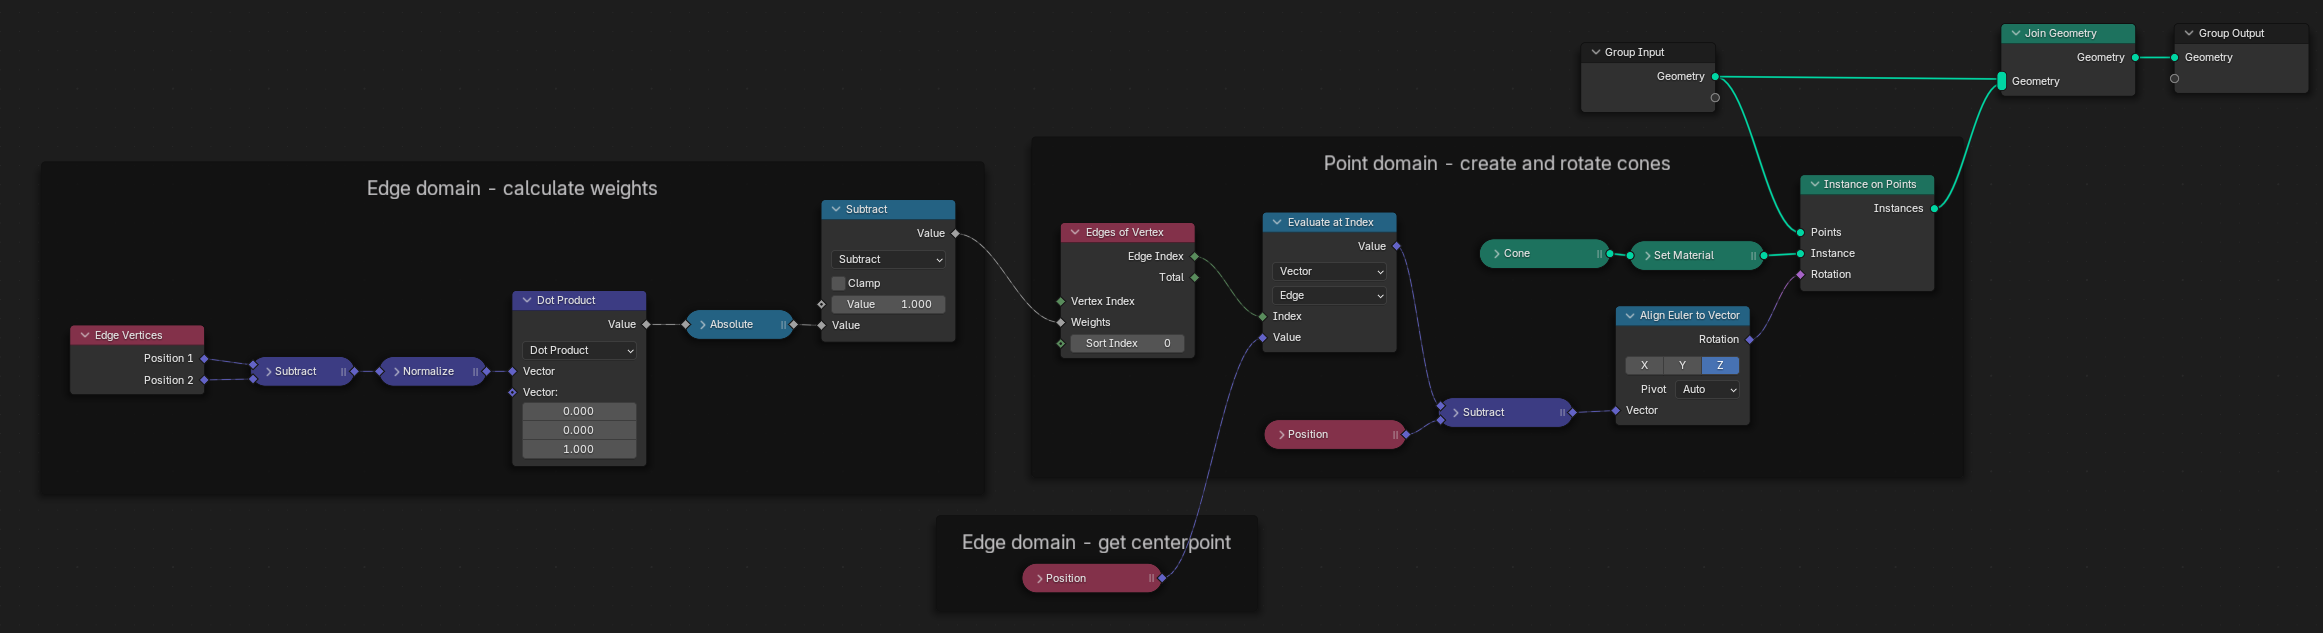 Group Input
Geometry
Join Geometry
Geometry
Geometry
Group Output
Geometry
Edge domain - calculate weights
Edge Vertices
Position 1
Position 2
Subtract
Normalize
Dot Product
Value
Dot Product
Vector
Vector:
0.000
0.000
1.000
Absolute
Subtract
Value
Subtract
Clamp
Value 1.000
Value
Point domain - create and rotate cones
Edges of Vertex
Edge Index
Total
Vertex Index
Weights
Sort Index 0
Evaluate at Index
Value
Vector
Edge
Index
Value
Position
Subtract
Cone
Set Material
Align Euler to Vector
Rotation
X Y Z
Pivot Auto
Vector
Instance on Points
Instances
Points
Instance
Rotation
Edge domain - get centerpoint
Position